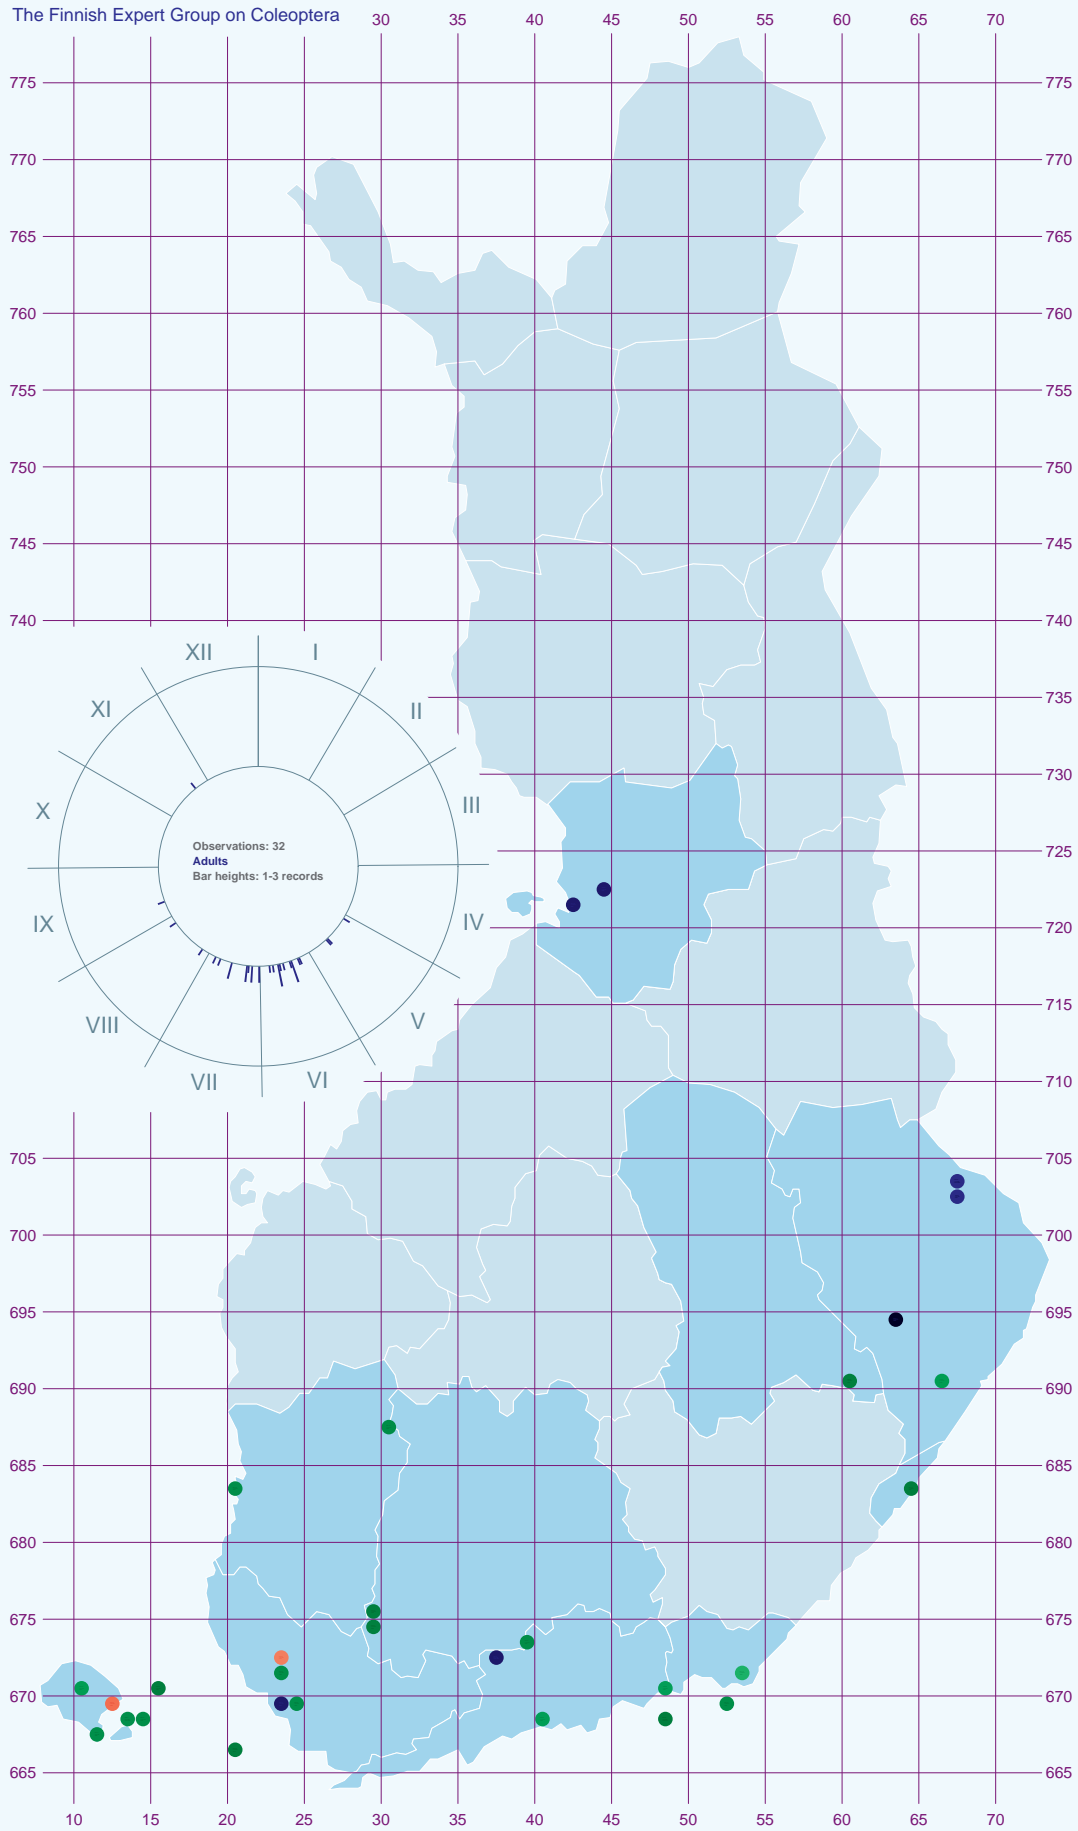 The Finnish Expert Group on Coleoptera
30 35 40 45 50 55 60 65 70
775 775
770 770
765 765
760 760
755 755
750 750
745 745
740 740
XII I
XI II
735
730
X III
725
Observations: 32
Adults
Bar heights: 1-3 records
IX IV
720
VIII V
715
VII VI
710
705 705
700 700
695 695
690 690
685 685
680 680
675 675
670 670
665 665
10 15 20 25 30 35 40 45 50 55 60 65 70